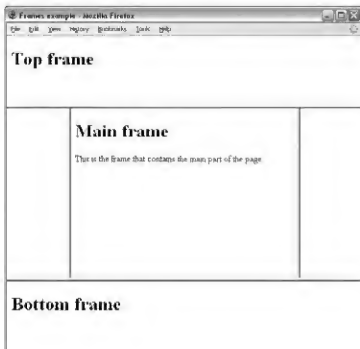 Frames example - Mozilla Firefox
File Edit View History Bookmarks Tools Help
Top frame
Main frame
This is the frame that contains the main part of the page.
Bottom frame